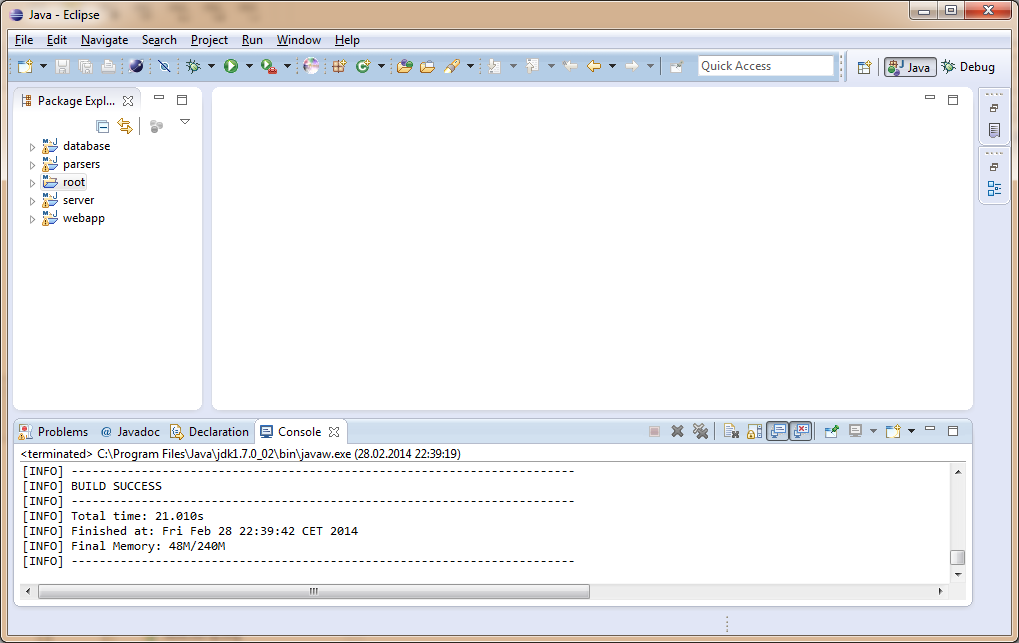 Java - Eclipse
File Edit Navigate Search Project Run Window Help
Quick Access Java Debug
Package Expl...
database
parsers
root
server
webapp
Problems @ Javadoc Declaration Console
<terminated> C:\Program Files\Java\jdk1.7.0_02\bin\javaw.exe (28.02.2014 22:39:19)
[INFO] ------------------------------------------------------------------------
[INFO] BUILD SUCCESS
[INFO] ------------------------------------------------------------------------
[INFO] Total time: 21.010s
[INFO] Finished at: Fri Feb 28 22:39:42 CET 2014
[INFO] Final Memory: 48M/240M
[INFO] ------------------------------------------------------------------------